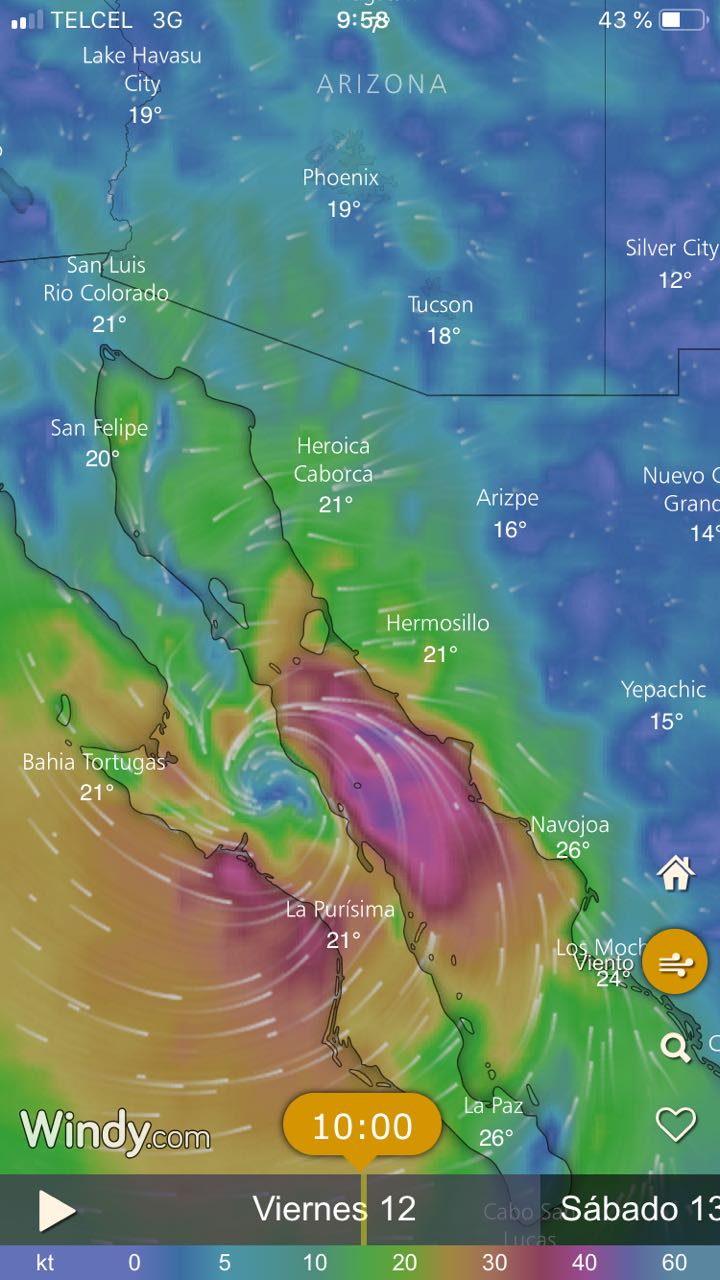 TELCEL 3G 9:58 43 %
Lake Havasu
City
19°
ARIZONA
Phoenix
19°
Silver City
12°
San Luis
Rio Colorado
21°
Tucson
18°
San Felipe
20°
Heroica
Caborca
21°
Arizpe
16°
Nuevo C
Grand
14°
Hermosillo
21°
Yepachic
15°
Bahia Tortugas
21°
Navojoa
26°
La Purísima
21°
Los Moch
Viento
24°
La Paz
26°
Windy.com
10:00
Viernes 12
Sábado 13
Cabo Sa
Lucas
kt 0 5 10 20 30 40 60